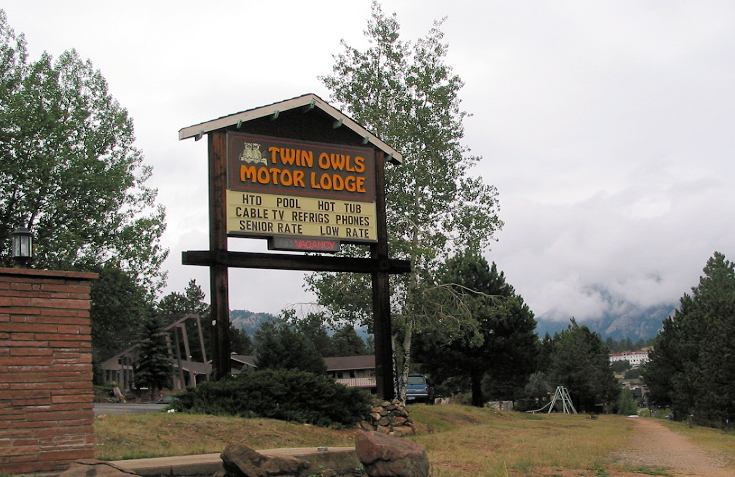 TWIN OWLS
MOTOR LODGE
HTD POOL HOT TUB
CABLE TV REFRIGS PHONES
SENIOR RATE LOW RATE
VACANCY